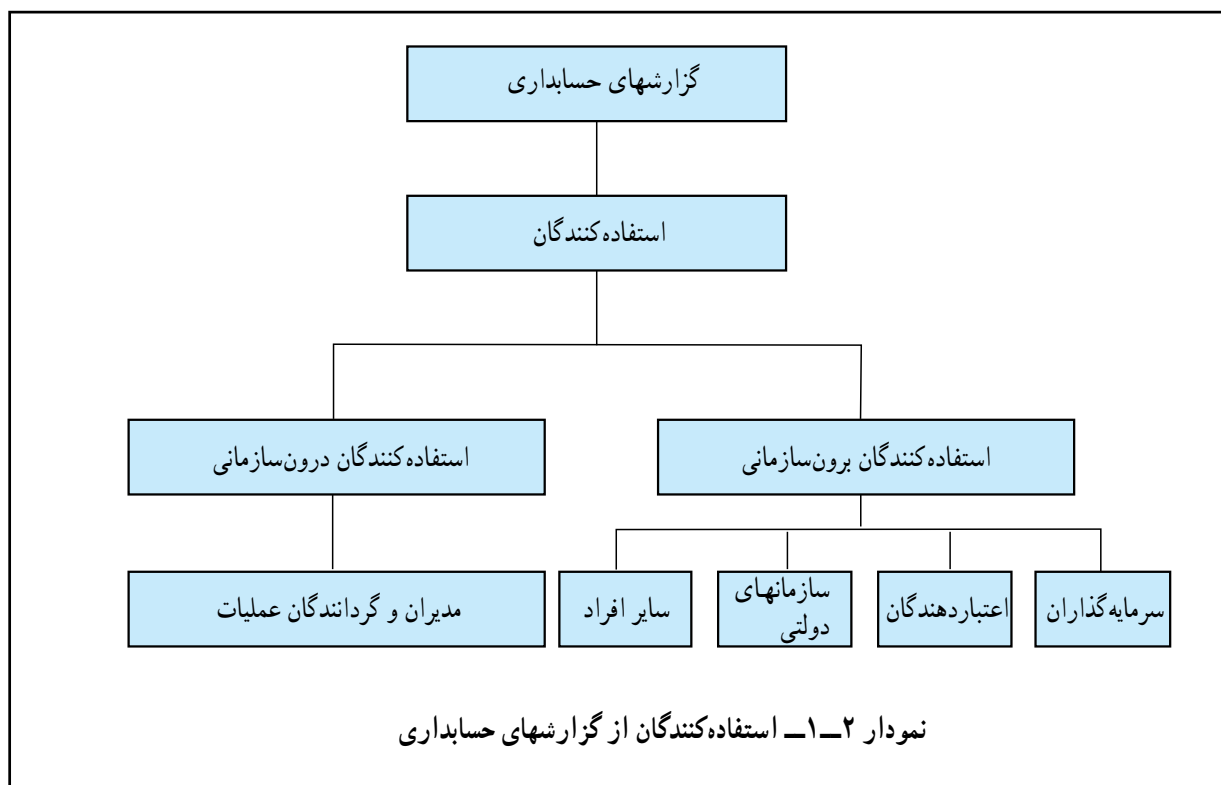 گزارشهای حسابداری
استفاده‌کنندگان
استفاده‌کنندگان برون‌سازمانی
استفاده‌کنندگان درون‌سازمانی
سرمایه‌گذاران
اعتباردهندگان
سازمانهای
دولتی
سایر افراد
مدیران و گردانندگان عملیات
نمودار ۲ــ۱ــ استفاده‌کنندگان از گزارشهای حسابداری